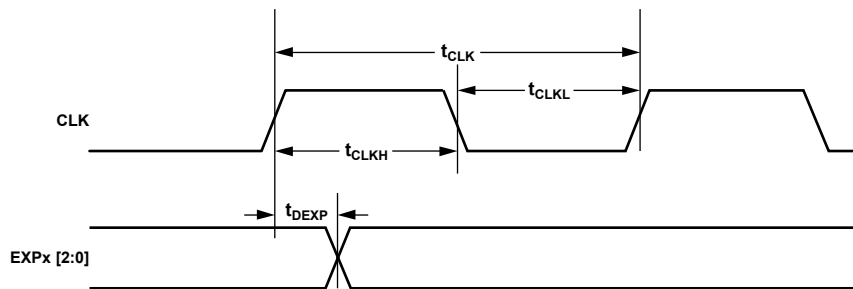 tCLK
tCLKL
CLK
tCLKH
tDEXP
EXPx [2:0]